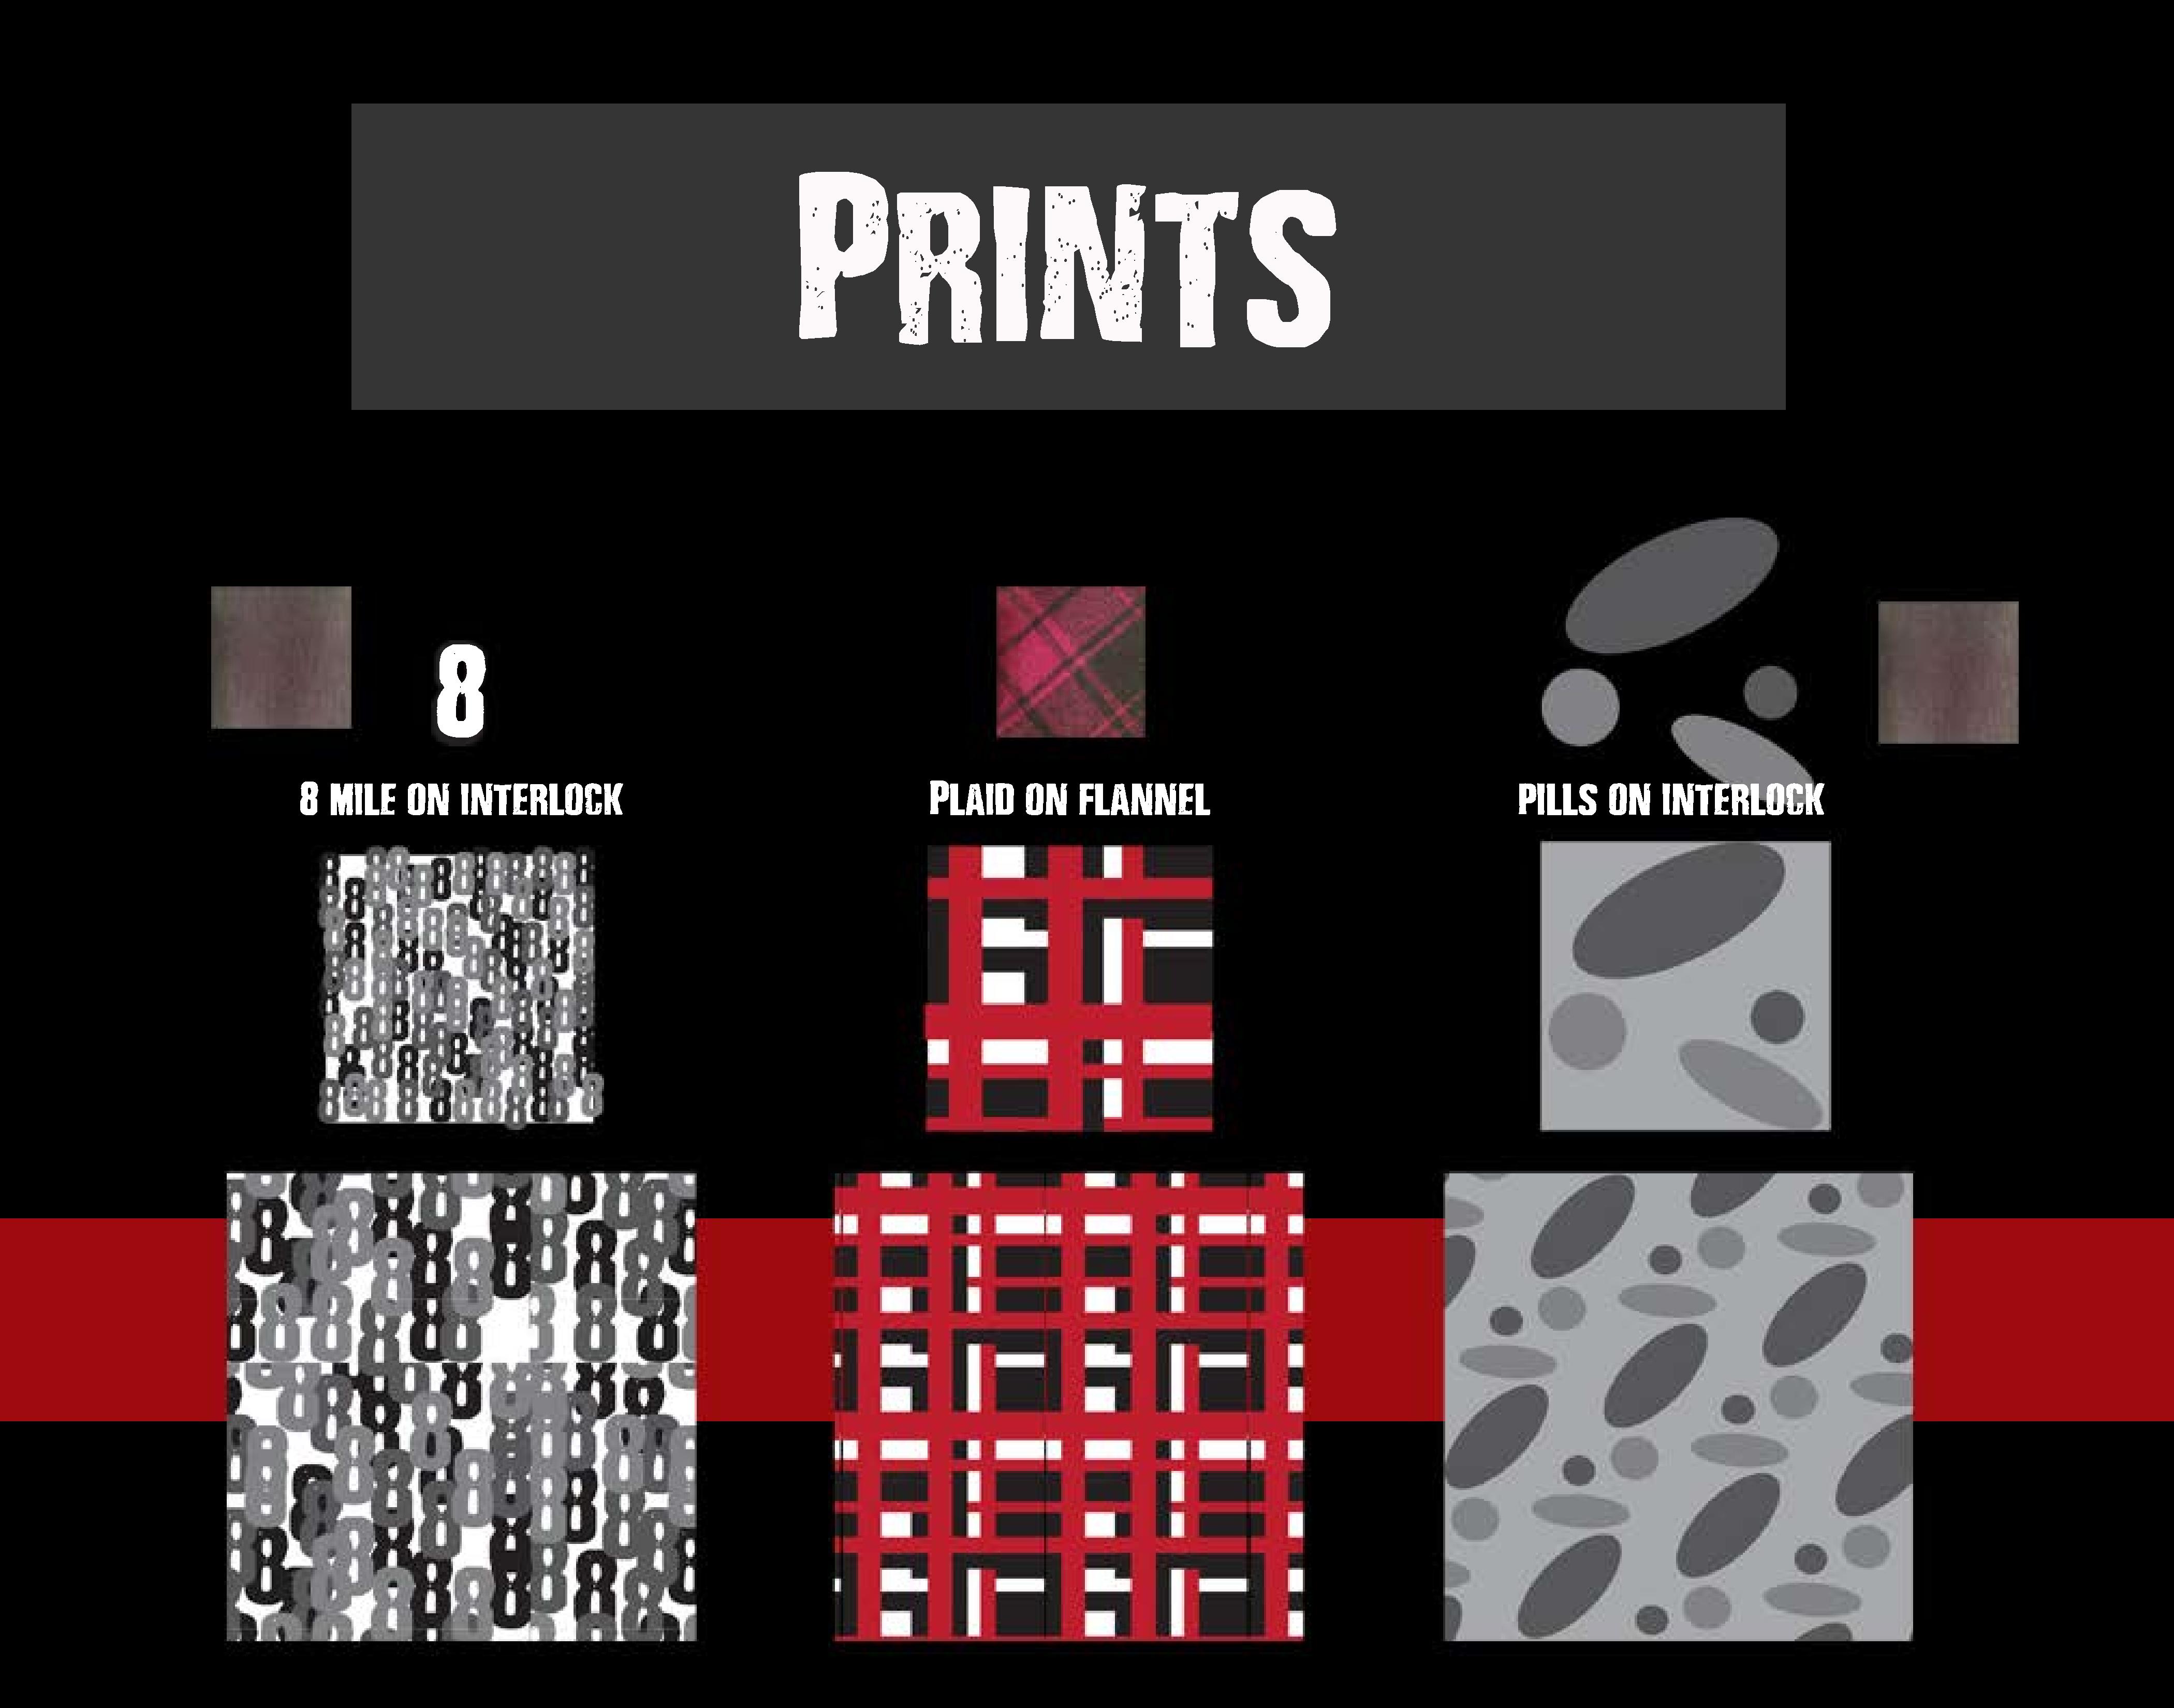 PRINTS
8
8 MILE ON INTERLOCK
PLAID ON FLANNEL
PILLS ON INTERLOCK